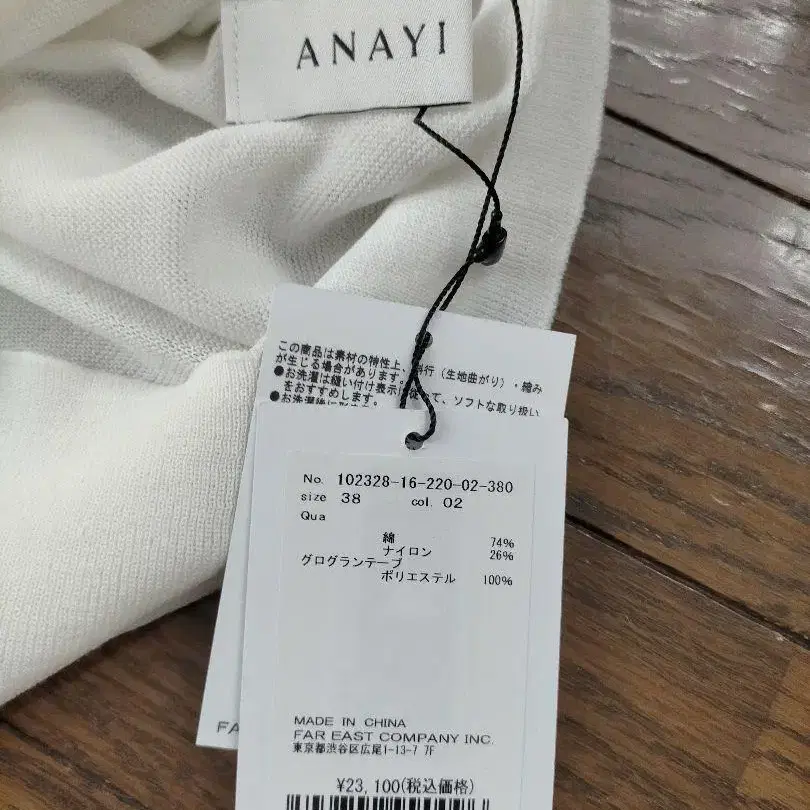 ANAYI
この商品は素材の特性上、斜行（生地曲がり）・縮み
が生じる場合があります。
●お洗濯は縫い付け表示に従って、ソフトな取り扱い
をおすすめします。
●お洗濯後に
No. 102328-16-220-02-380
size 38 col. 02
Qua
綿 74%
ナイロン 26%
グログランテープ
ポリエステル 100%
MADE IN CHINA
FAR EAST COMPANY INC.
東京都渋谷区広尾1-13-7 7F
FA
¥23,100(税込価格)